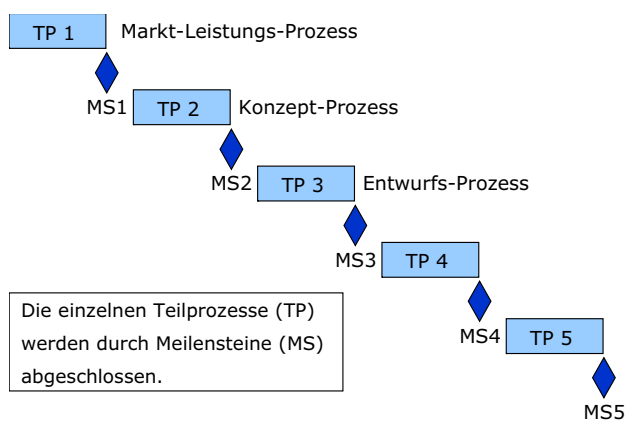 TP 1 Markt-Leistungs-Prozess
MS1 TP 2 Konzept-Prozess
MS2 TP 3 Entwurfs-Prozess
MS3 TP 4
Die einzelnen Teilprozesse (TP)
werden durch Meilensteine (MS)
abgeschlossen.
MS4 TP 5
MS5